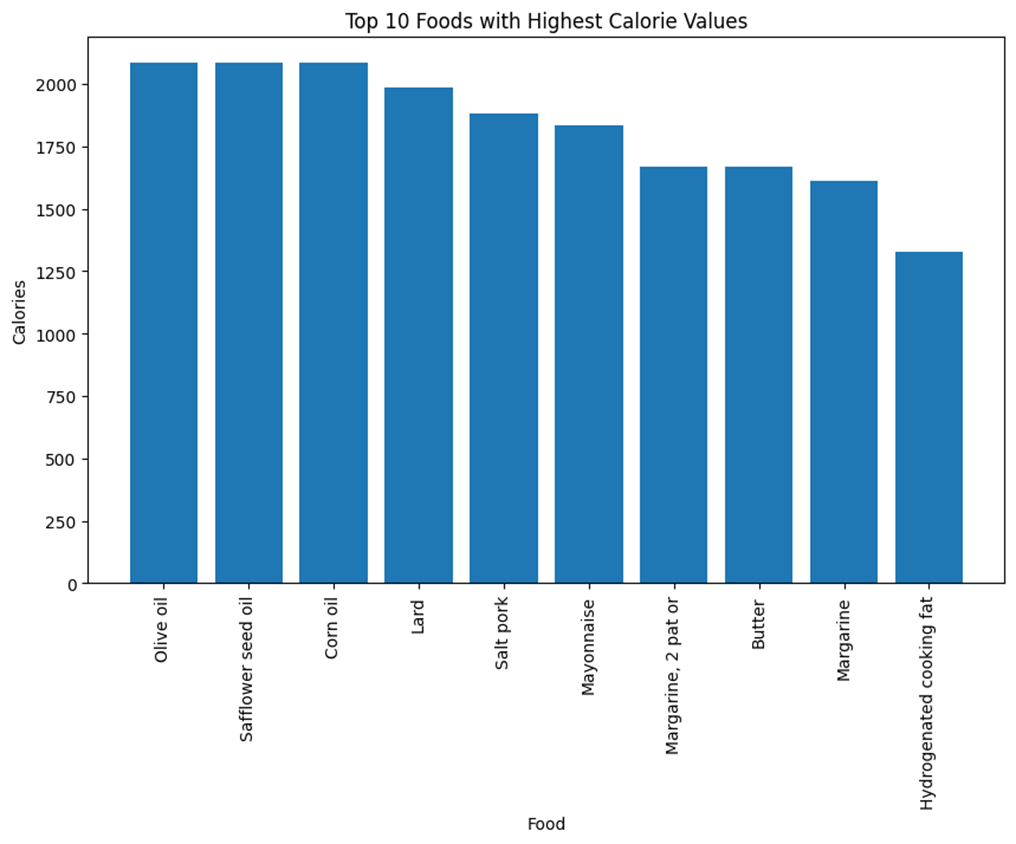 Top 10 Foods with Highest Calorie Values
Calories
2000
1750
1500
1250
1000
750
500
250
0
Olive oil
Safflower seed oil
Corn oil
Lard
Salt pork
Mayonnaise
Margarine, 2 pat or
Butter
Margarine
Hydrogenated cooking fat
Food